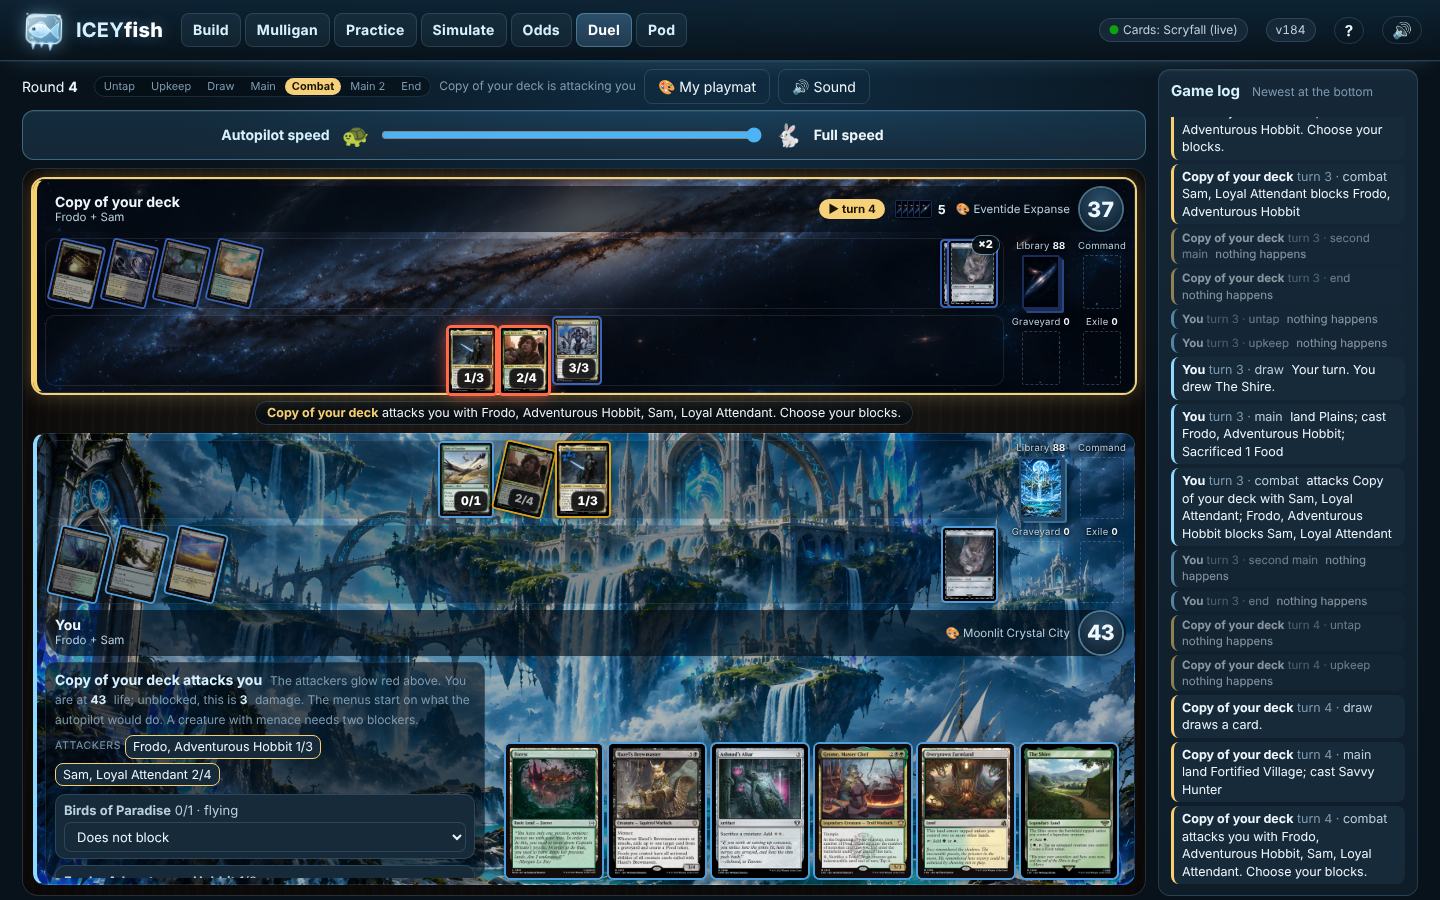 ICEYfish
Build
Mulligan
Practice
Simulate
Odds
Duel
Pod
Cards: Scryfall (live)
v184
?
Round 4
Untap
Upkeep
Draw
Main
Combat
Main 2
End
Copy of your deck is attacking you
My playmat
Sound
Autopilot speed
Full speed
Copy of your deck
Frodo + Sam
▶ turn 4
5
Eventide Expanse
37
×2
Library 88
Command
Graveyard 0
Exile 0
1/3
2/4
3/3
Copy of your deck attacks you with Frodo, Adventurous Hobbit, Sam, Loyal Attendant. Choose your blocks.
0/1
2/4
1/3
Library 88
Command
Graveyard 0
Exile 0
You
Frodo + Sam
Moonlit Crystal City
43
Copy of your deck attacks you The attackers glow red above. You
are at 43 life; unblocked, this is 3 damage. The menus start on what the
autopilot would do. A creature with menace needs two blockers.
ATTACKERS
Frodo, Adventurous Hobbit 1/3
Sam, Loyal Attendant 2/4
Birds of Paradise 0/1 · flying
Does not block
Forest
Hazel's Brewmaster
Ashnod's Altar
Gyome, Master Chef
Overgrown Farmland
The Shire
Game log
Newest at the bottom
Adventurous Hobbit. Choose your
blocks.
Copy of your deck turn 3 · combat
Sam, Loyal Attendant blocks Frodo,
Adventurous Hobbit
Copy of your deck turn 3 · second
main nothing happens
Copy of your deck turn 3 · end
nothing happens
You turn 3 · untap nothing happens
You turn 3 · upkeep nothing happens
You turn 3 · draw Your turn. You
drew The Shire.
You turn 3 · main land Plains; cast
Frodo, Adventurous Hobbit;
Sacrificed 1 Food
You turn 3 · combat attacks Copy
of your deck with Sam, Loyal
Attendant; Frodo, Adventurous
Hobbit blocks Sam, Loyal Attendant
You turn 3 · second main nothing
happens
You turn 3 · end nothing happens
Copy of your deck turn 4 · untap
nothing happens
Copy of your deck turn 4 · upkeep
nothing happens
Copy of your deck turn 4 · draw
draws a card.
Copy of your deck turn 4 · main
land Fortified Village; cast Savvy
Hunter
Copy of your deck turn 4 · combat
attacks you with Frodo,
Adventurous Hobbit, Sam, Loyal
Attendant. Choose your blocks.